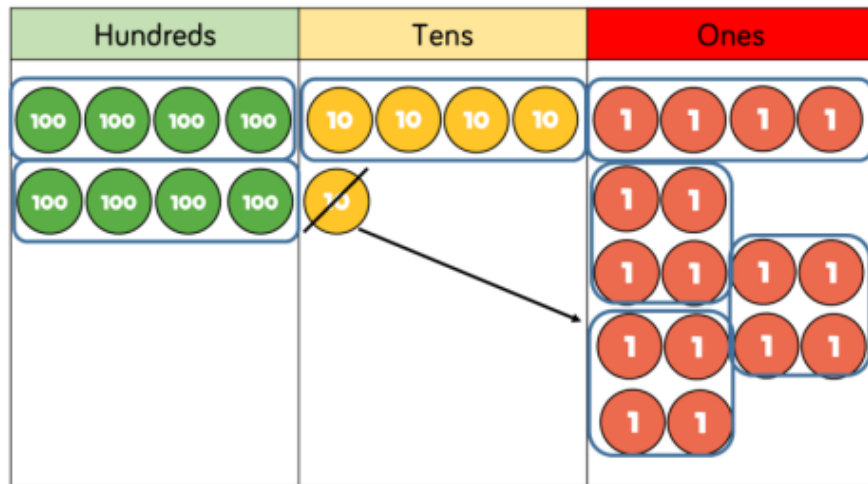 Hundreds Tens Ones
100 100 100 100 10 10 10 10 1 1 1 1
100 100 100 100 10 1 1
1 1 1 1
1 1 1 1
1 1